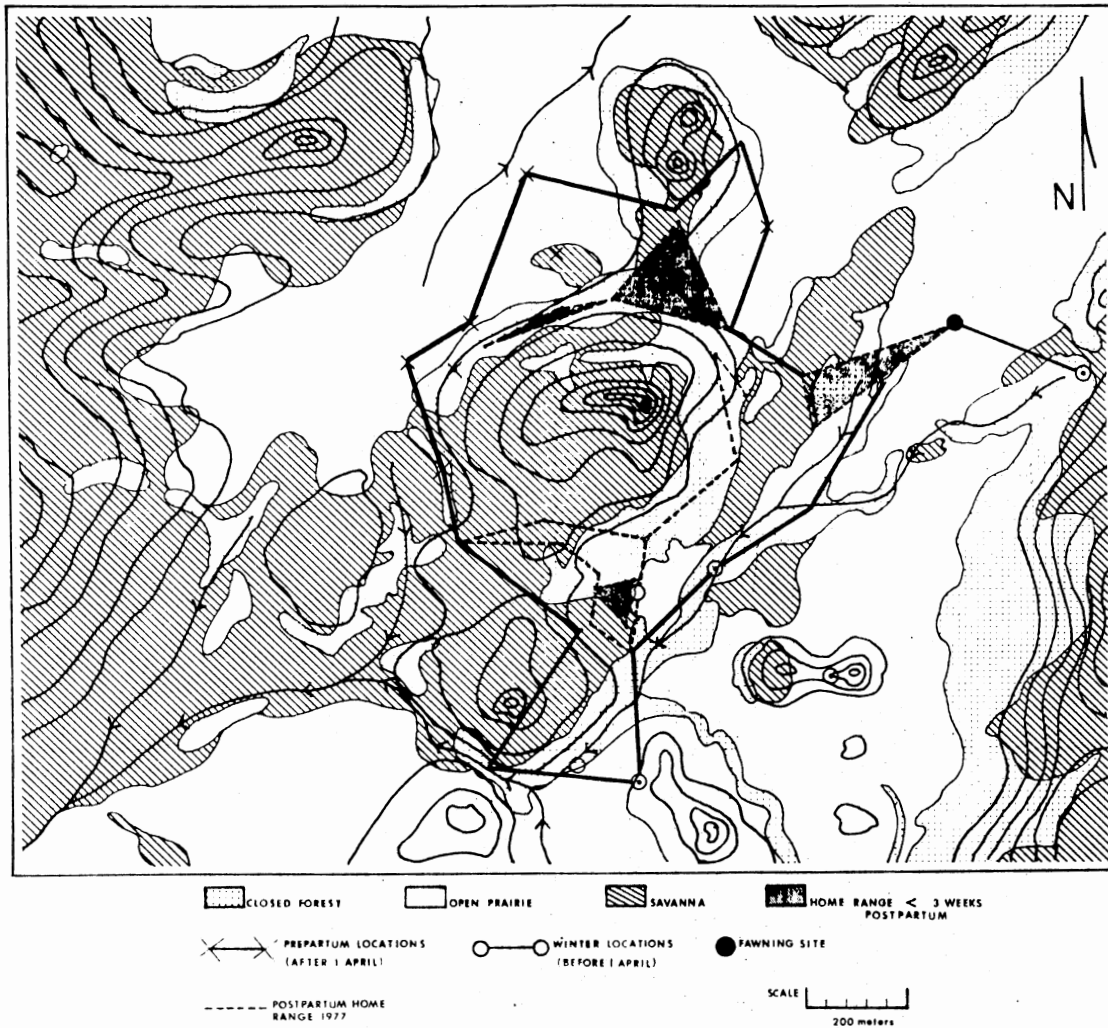 N
CLOSED FOREST
OPEN PRAIRIE
SAVANNA
HOME RANGE < 3 WEEKS
POSTPARTUM
PREPARTUM LOCATIONS
(AFTER 1 APRIL)
WINTER LOCATIONS
(BEFORE 1 APRIL)
FAWNING SITE
POSTPARTUM HOME
RANGE 1977
SCALE
200 meters